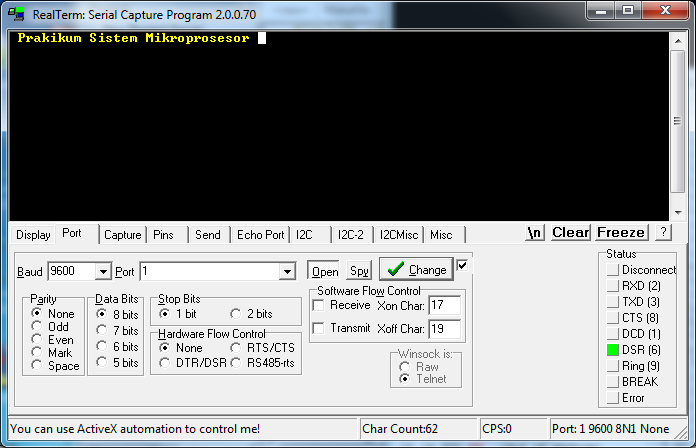 RealTerm: Serial Capture Program 2.0.0.70
Prakikum Sistem Mikroprosesor
Display Port Capture Pins Send Echo Port I2C I2C-2 I2CMisc Misc \n Clear Freeze ?
Baud 9600 Port 1 Open Spy Change
Parity
None
Odd
Even
Mark
Space
Data Bits
8 bits
7 bits
6 bits
5 bits
Stop Bits
1 bit 2 bits
Hardware Flow Control
None RTS/CTS
DTR/DSR RS485-rts
Software Flow Control
Receive Xon Char: 17
Transmit Xoff Char: 19
Winsock is:
Raw
Telnet
Status
Disconnect
RXD (2)
TXD (3)
CTS (8)
DCD (1)
DSR (6)
Ring (9)
BREAK
Error
You can use ActiveX automation to control me! Char Count:62 CPS:0 Port: 1 9600 8N1 None